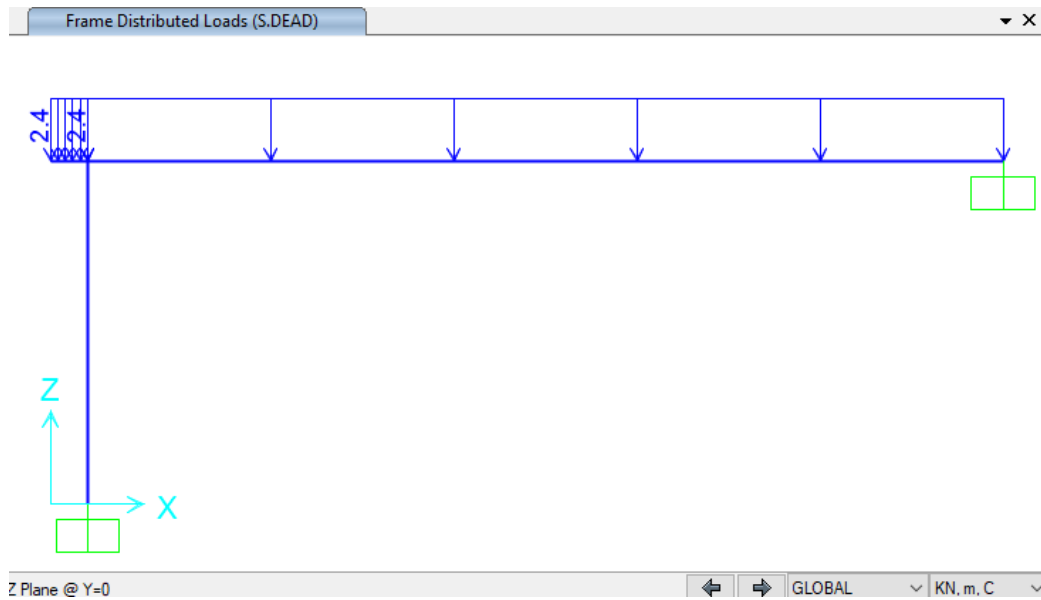 Frame Distributed Loads (S.DEAD)
2.4
2.4
Z
X
Z Plane @ Y=0
GLOBAL
KN, m, C